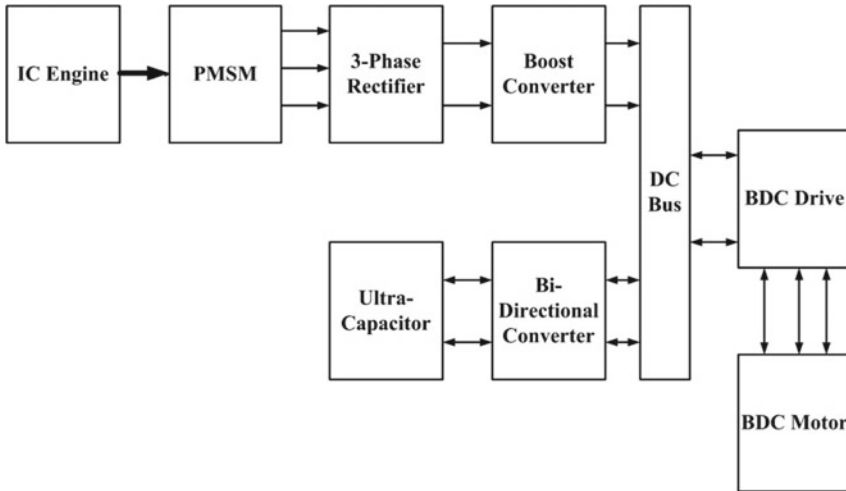 IC Engine
PMSM
3-Phase
Rectifier
Boost
Converter
DC
Bus
BDC Drive
Ultra-
Capacitor
Bi-
Directional
Converter
BDC Motor